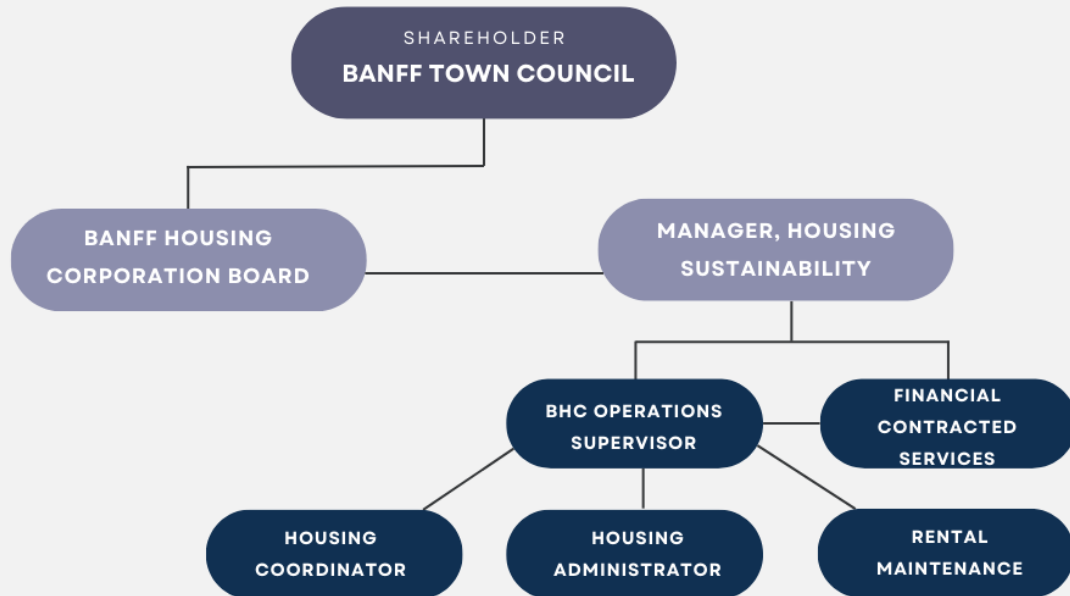 SHAREHOLDER
BANFF TOWN COUNCIL
BANFF HOUSING
CORPORATION BOARD
MANAGER, HOUSING
SUSTAINABILITY
BHC OPERATIONS
SUPERVISOR
FINANCIAL
CONTRACTED
SERVICES
HOUSING
COORDINATOR
HOUSING
ADMINISTRATOR
RENTAL
MAINTENANCE